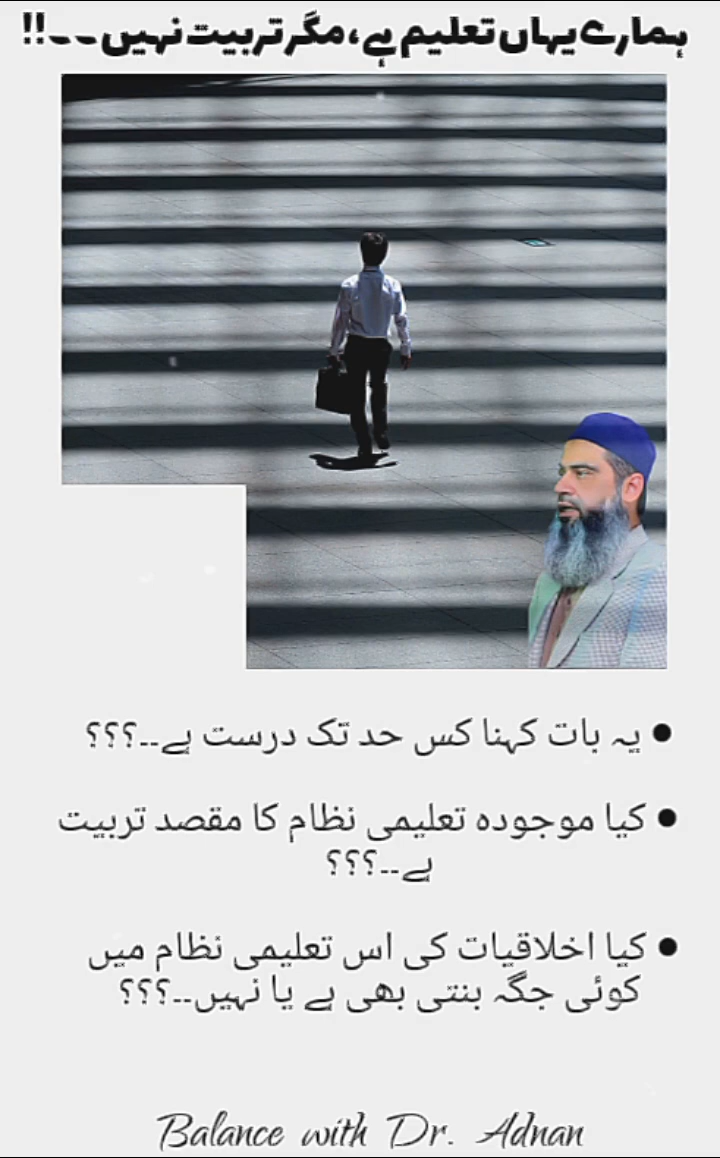 ہمارے یہاں تعلیم ہے، مگر تربیت نہیں۔۔۔!!
یہ بات کہنا کس حد تک درست ہے۔۔؟؟؟
کیا موجودہ تعلیمی نظام کا مقصد تربیت
ہے۔۔؟؟؟
کیا اخلاقیات کی اس تعلیمی نظام میں
کوئی جگہ بنتی بھی ہے یا نہیں۔۔؟؟؟
Balance with Dr. Adnan